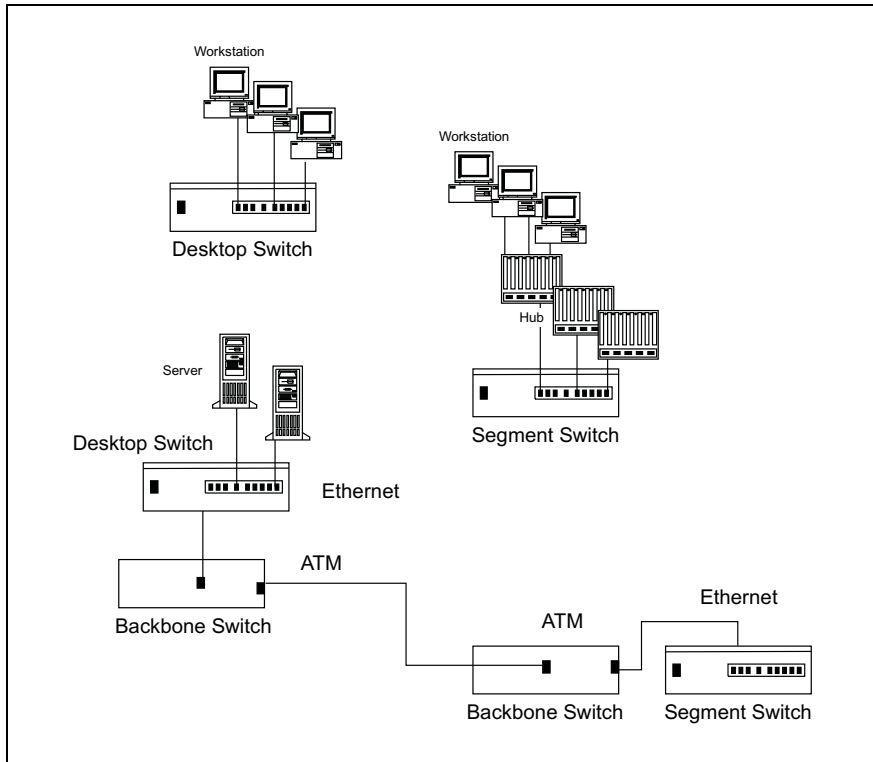 Workstation
Desktop Switch
Workstation
Hub
Segment Switch
Server
Desktop Switch
Ethernet
ATM
Backbone Switch
Ethernet
ATM
Backbone Switch
Segment Switch